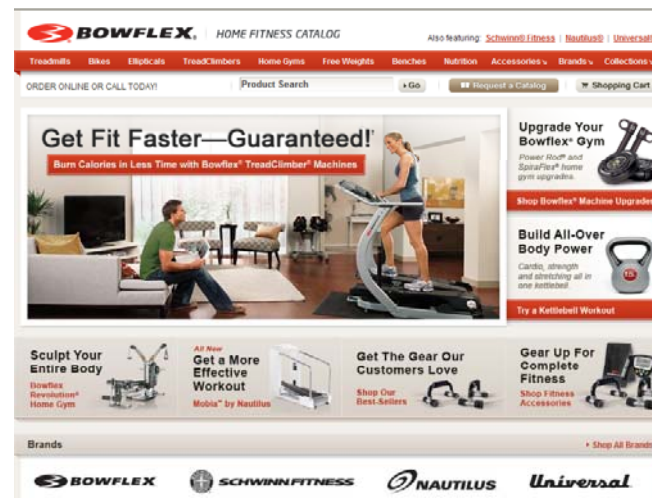 BOWFLEX. HOME FITNESS CATALOG
Also featuring: Schwinn® Fitness | Nautilus® | Universal®
Treadmills Bikes Ellipticals TreadClimbers Home Gyms Free Weights Benches Nutrition Accessories Brands Collections
ORDER ONLINE OR CALL TODAY!
Product Search
Go
Request a Catalog
Shopping Cart
Get Fit Faster—Guaranteed!†
Burn Calories in Less Time with Bowflex® TreadClimber® Machines
Upgrade Your
Bowflex® Gym
Power Rod® and
SpiraFlex® home
gym upgrades.
Shop Bowflex® Machine Upgrades
Build All-Over
Body Power
Cardio, strength
and stretching all in
one kettlebell.
15
Try a Kettlebell Workout
Sculpt Your
Entire Body
Bowflex
Revolution®
Home Gym
All New
Get a More
Effective
Workout
Mobia™ by Nautilus
Get The Gear Our
Customers Love
Shop Our
Best-Sellers
Gear Up For
Complete
Fitness
Shop Fitness
Accessories
Brands
Shop All Brands
BOWFLEX
SCHWINN FITNESS
NAUTILUS
Universal